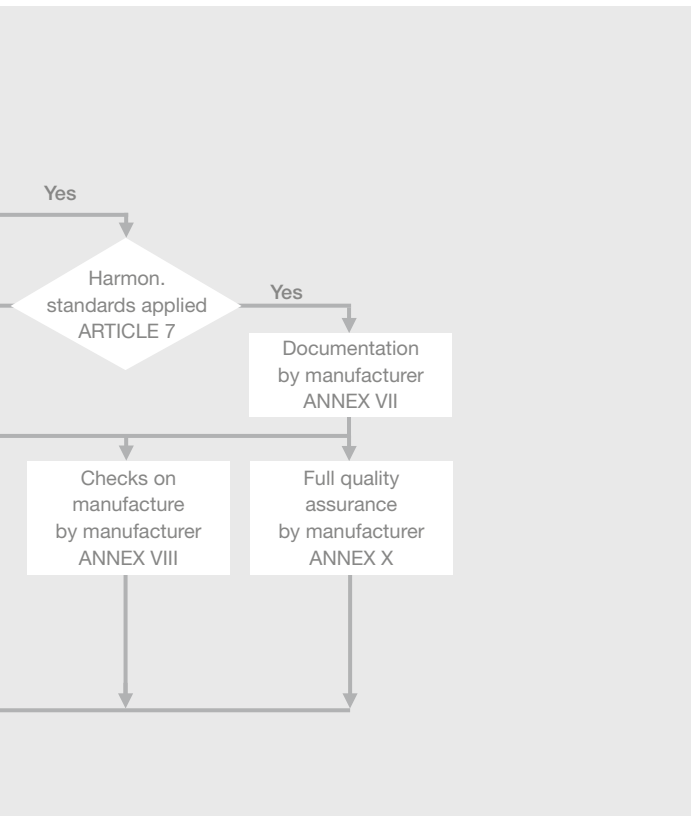 Yes
Harmon.
standards applied
ARTICLE 7
Yes
Documentation
by manufacturer
ANNEX VII
Checks on
manufacture
by manufacturer
ANNEX VIII
Full quality
assurance
by manufacturer
ANNEX X